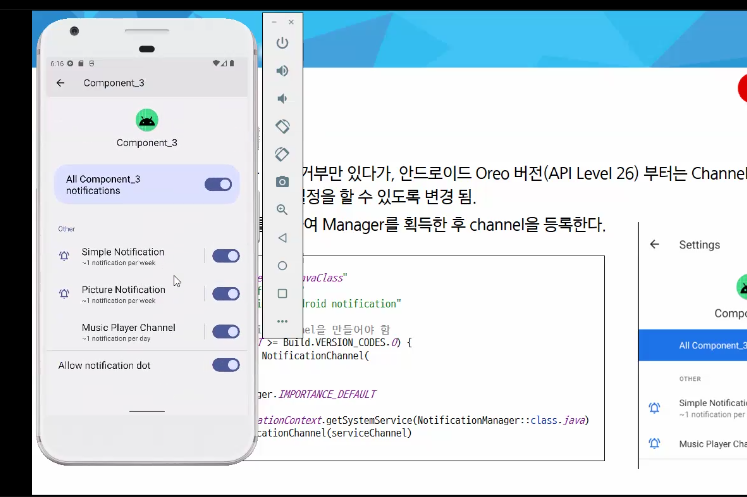 6:16
Component_3
Component_3
All Component_3
notifications
Other
Simple Notification
~1 notification per week
Picture Notification
~1 notification per week
Music Player Channel
~1 notification per day
Allow notification dot
거부만 있다가, 안드로이드 Oreo 버전(API Level 26) 부터는 Channel
설정을 할 수 있도록 변경 됨.
여 Manager를 획득한 후 channel을 등록한다.
vaClass"
droid notification"
nel을 만들어야 함
>= Build.VERSION_CODES.O) {
NotificationChannel(
ger.IMPORTANCE_DEFAULT
ationContext.getSystemService(NotificationManager::class.java)
icationChannel(serviceChannel)
Settings
Compo
All Component_3
OTHER
Simple Notificatio
~1 notification per
Music Player Cha